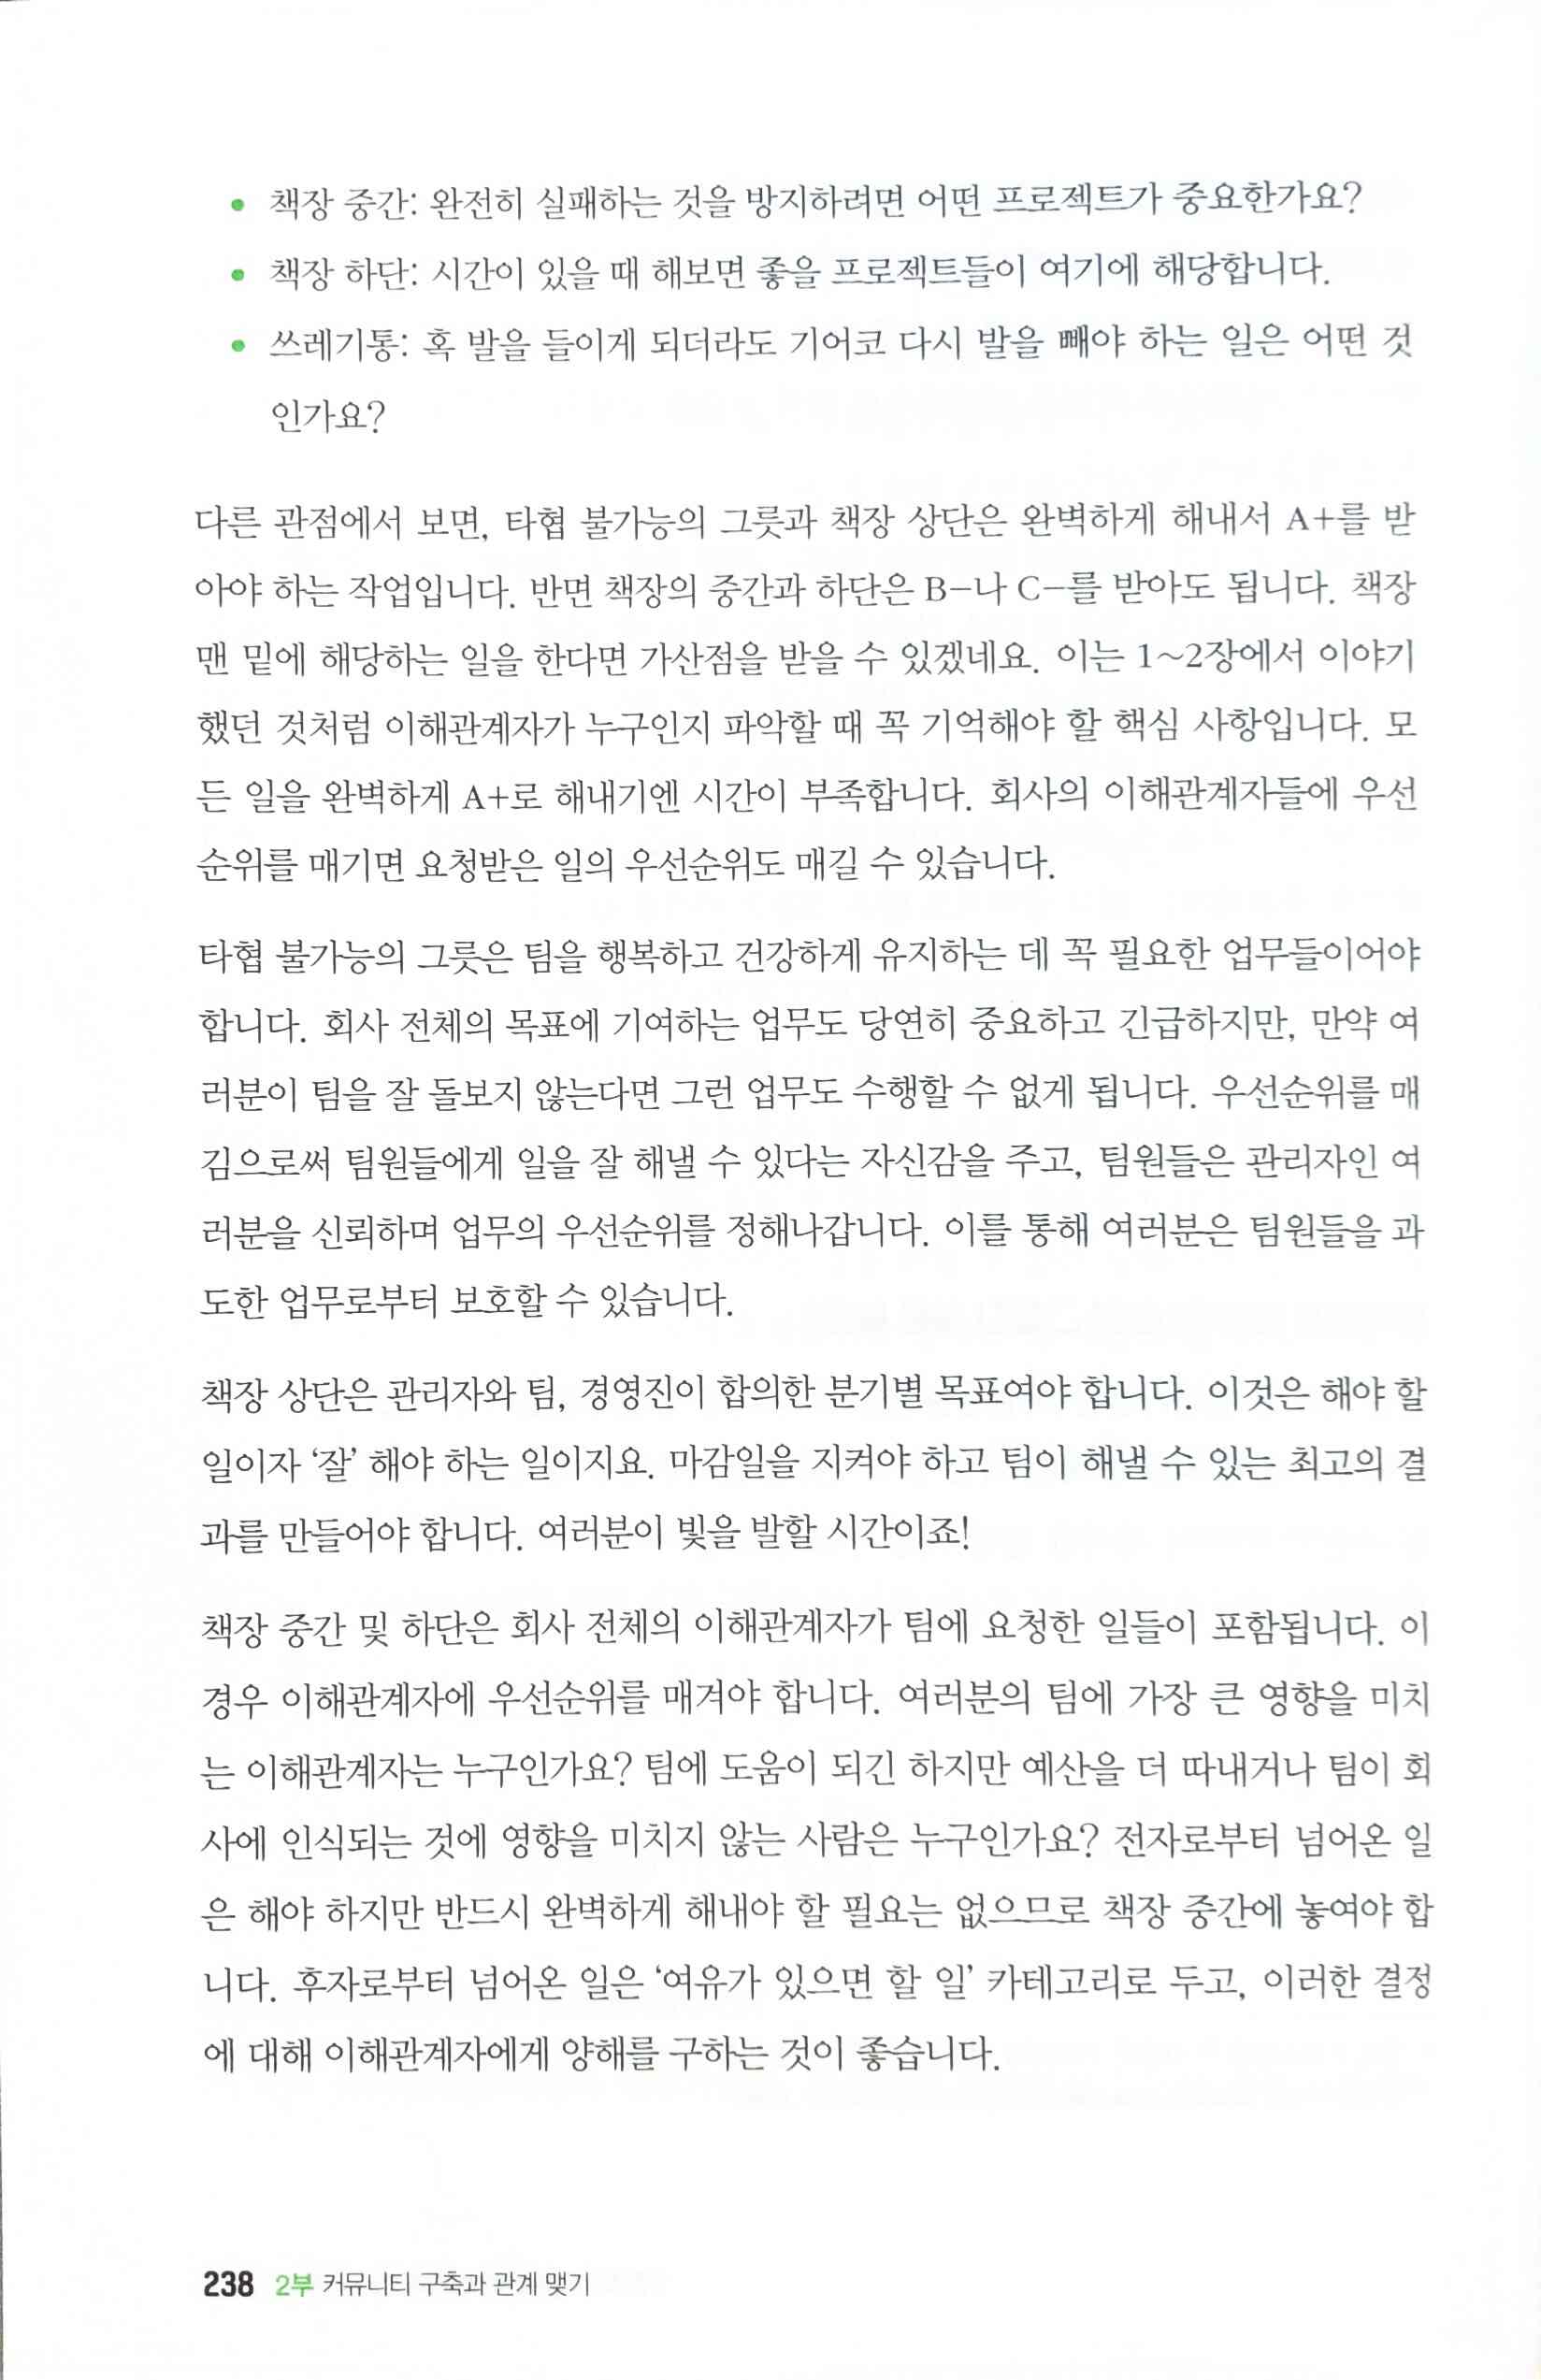 • 책장 중간: 완전히 실패하는 것을 방지하려면 어떤 프로젝트가 중요한가요?
• 책장 하단: 시간이 있을 때 해보면 좋을 프로젝트들이 여기에 해당합니다.
• 쓰레기통: 혹 발을 들이게 되더라도 기어코 다시 발을 빼야 하는 일은 어떤 것
인가요?
다른 관점에서 보면, 타협 불가능의 그릇과 책장 상단은 완벽하게 해내서 A+를 받
아야 하는 작업입니다. 반면 책장의 중간과 하단은 B−나 C−를 받아도 됩니다. 책장
맨 밑에 해당하는 일을 한다면 가산점을 받을 수 있겠네요. 이는 1~2장에서 이야기
했던 것처럼 이해관계자가 누구인지 파악할 때 꼭 기억해야 할 핵심 사항입니다. 모
든 일을 완벽하게 A+로 해내기엔 시간이 부족합니다. 회사의 이해관계자들에 우선
순위를 매기면 요청받은 일의 우선순위도 매길 수 있습니다.
타협 불가능의 그릇은 팀을 행복하고 건강하게 유지하는 데 꼭 필요한 업무들이어야
합니다. 회사 전체의 목표에 기여하는 업무도 당연히 중요하고 긴급하지만, 만약 여
러분이 팀을 잘 돌보지 않는다면 그런 업무도 수행할 수 없게 됩니다. 우선순위를 매
김으로써 팀원들에게 일을 잘 해낼 수 있다는 자신감을 주고, 팀원들은 관리자인 여
러분을 신뢰하며 업무의 우선순위를 정해나갑니다. 이를 통해 여러분은 팀원들을 과
도한 업무로부터 보호할 수 있습니다.
책장 상단은 관리자와 팀, 경영진이 합의한 분기별 목표여야 합니다. 이것은 해야 할
일이자 ‘잘’ 해야 하는 일이지요. 마감일을 지켜야 하고 팀이 해낼 수 있는 최고의 결
과를 만들어야 합니다. 여러분이 빛을 발할 시간이죠!
책장 중간 및 하단은 회사 전체의 이해관계자가 팀에 요청한 일들이 포함됩니다. 이
경우 이해관계자에 우선순위를 매겨야 합니다. 여러분의 팀에 가장 큰 영향을 미치
는 이해관계자는 누구인가요? 팀에 도움이 되긴 하지만 예산을 더 따내거나 팀이 회
사에 인식되는 것에 영향을 미치지 않는 사람은 누구인가요? 전자로부터 넘어온 일
은 해야 하지만 반드시 완벽하게 해내야 할 필요는 없으므로 책장 중간에 놓여야 합
니다. 후자로부터 넘어온 일은 ‘여유가 있으면 할 일’ 카테고리로 두고, 이러한 결정
에 대해 이해관계자에게 양해를 구하는 것이 좋습니다.
238 2부 커뮤니티 구축과 관계 맺기